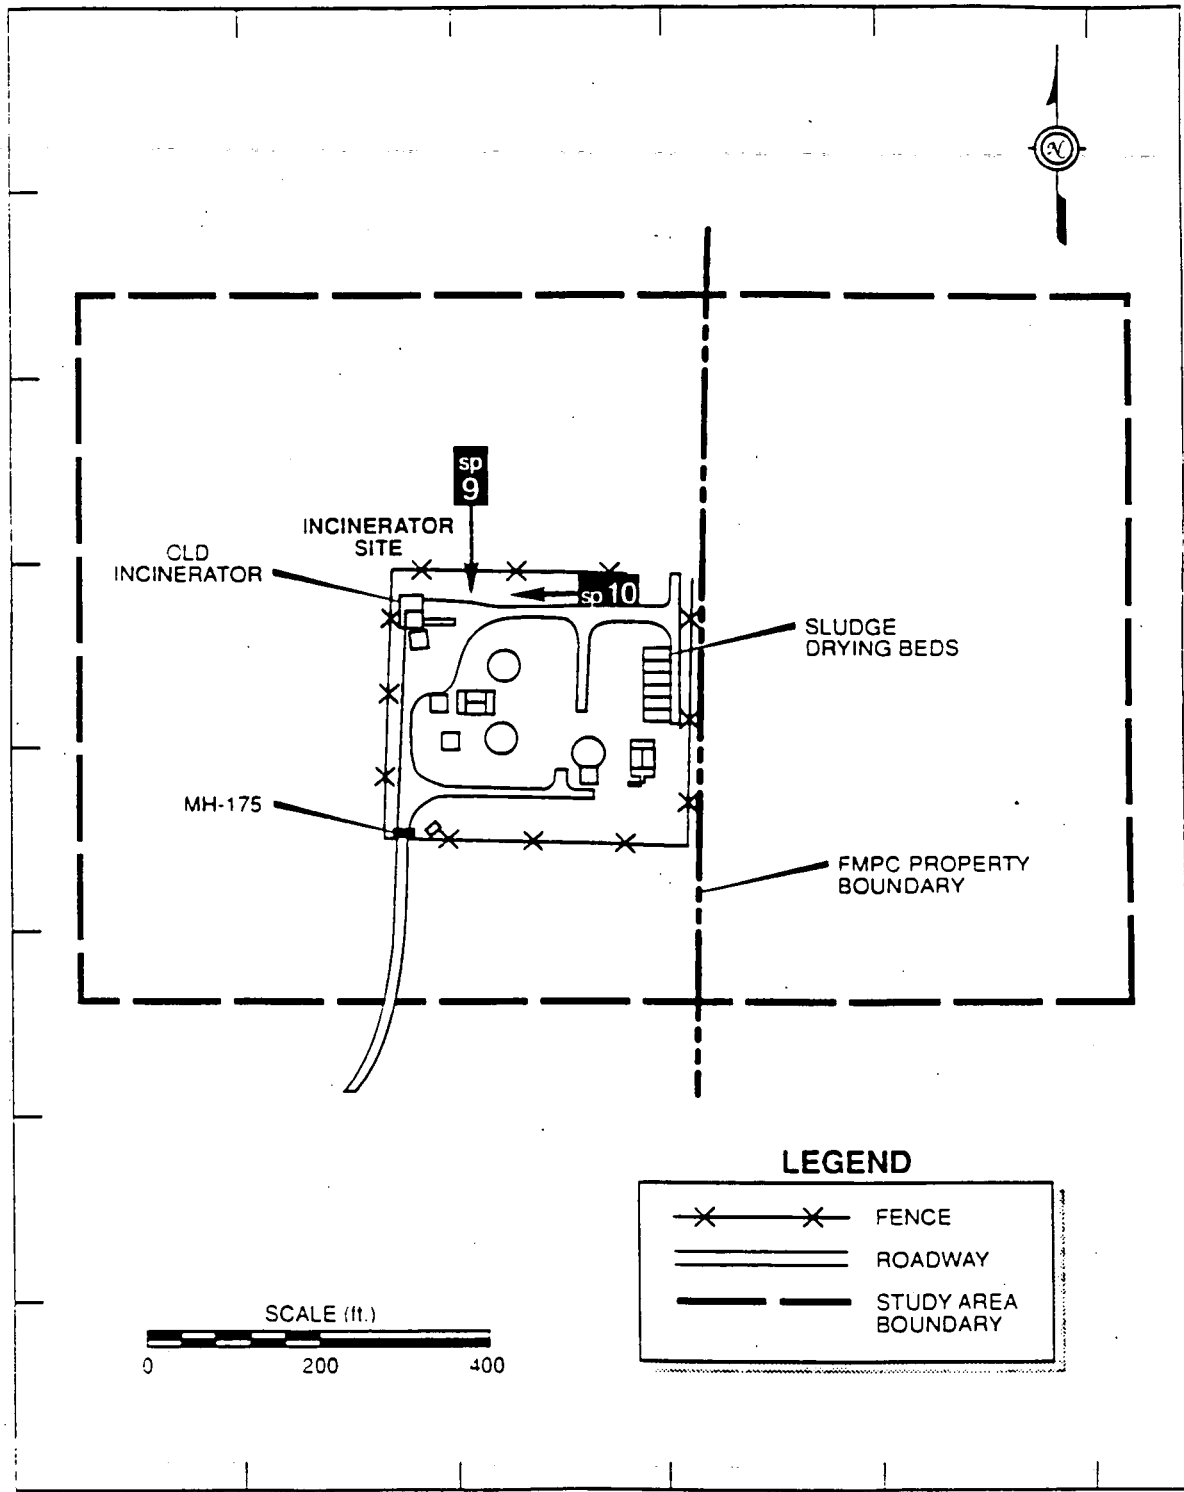 N
sp
9
INCINERATOR
SITE
OLD
INCINERATOR
sp 10
SLUDGE
DRYING BEDS
MH-175
FMPC PROPERTY
BOUNDARY
LEGEND
FENCE
ROADWAY
STUDY AREA
BOUNDARY
SCALE (ft.)
0 200 400